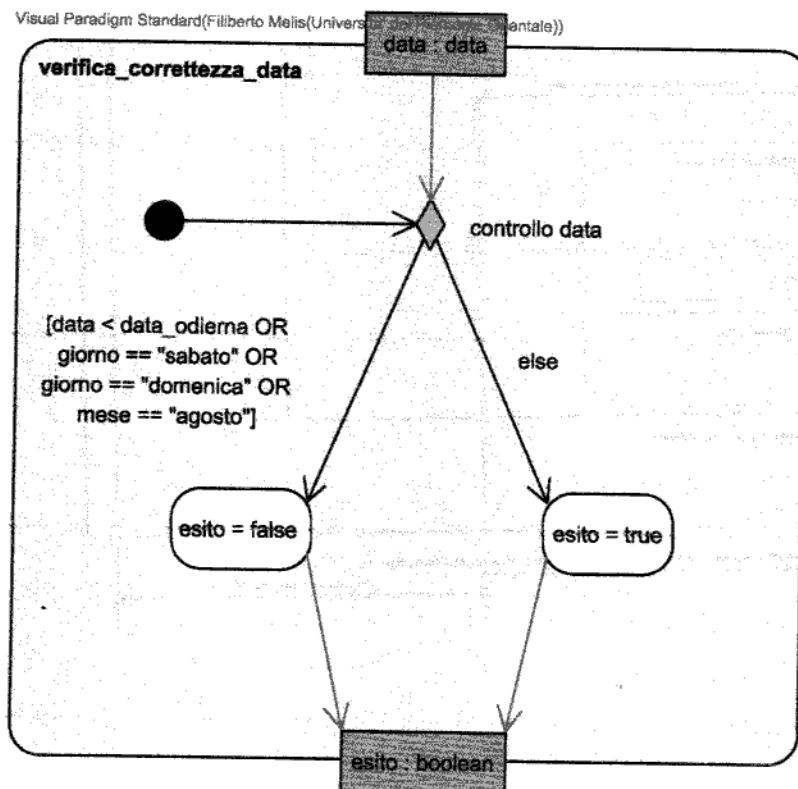 Visual Paradigm Standard(Filiberto Melis(Univers
data : data
verifica_correttezza_data
controllo data
[data < data_odierna OR
giorno == "sabato" OR
giorno == "domenica" OR
mese == "agosto"]
else
esito = false
esito = true
esito : boolean